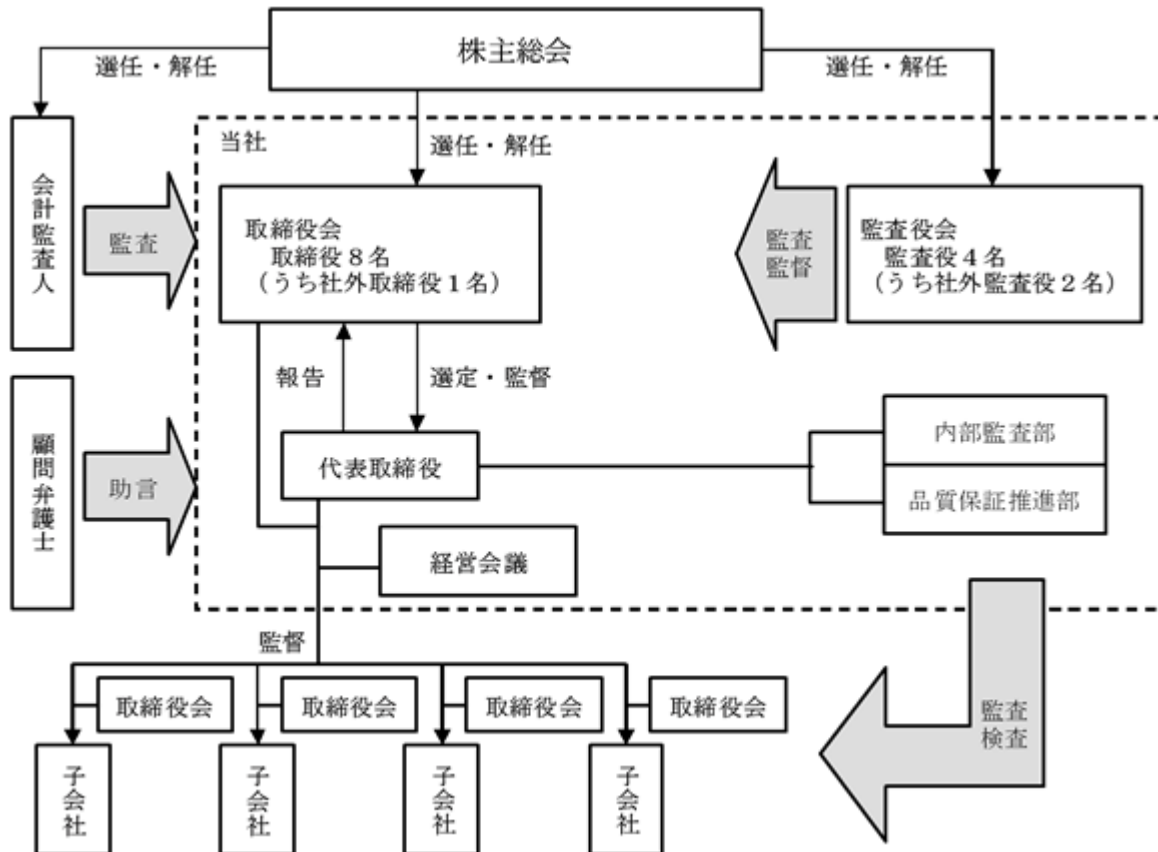 株主総会
選任・解任
選任・解任
選任・解任
当社
会計監査人
監査
取締役会
取締役８名
（うち社外取締役１名）
監査
監督
監査役会
監査役４名
（うち社外監査役２名）
報告
選定・監督
顧問弁護士
助言
代表取締役
内部監査部
品質保証推進部
経営会議
監督
取締役会
取締役会
取締役会
取締役会
子会社
子会社
子会社
子会社
監査
検査